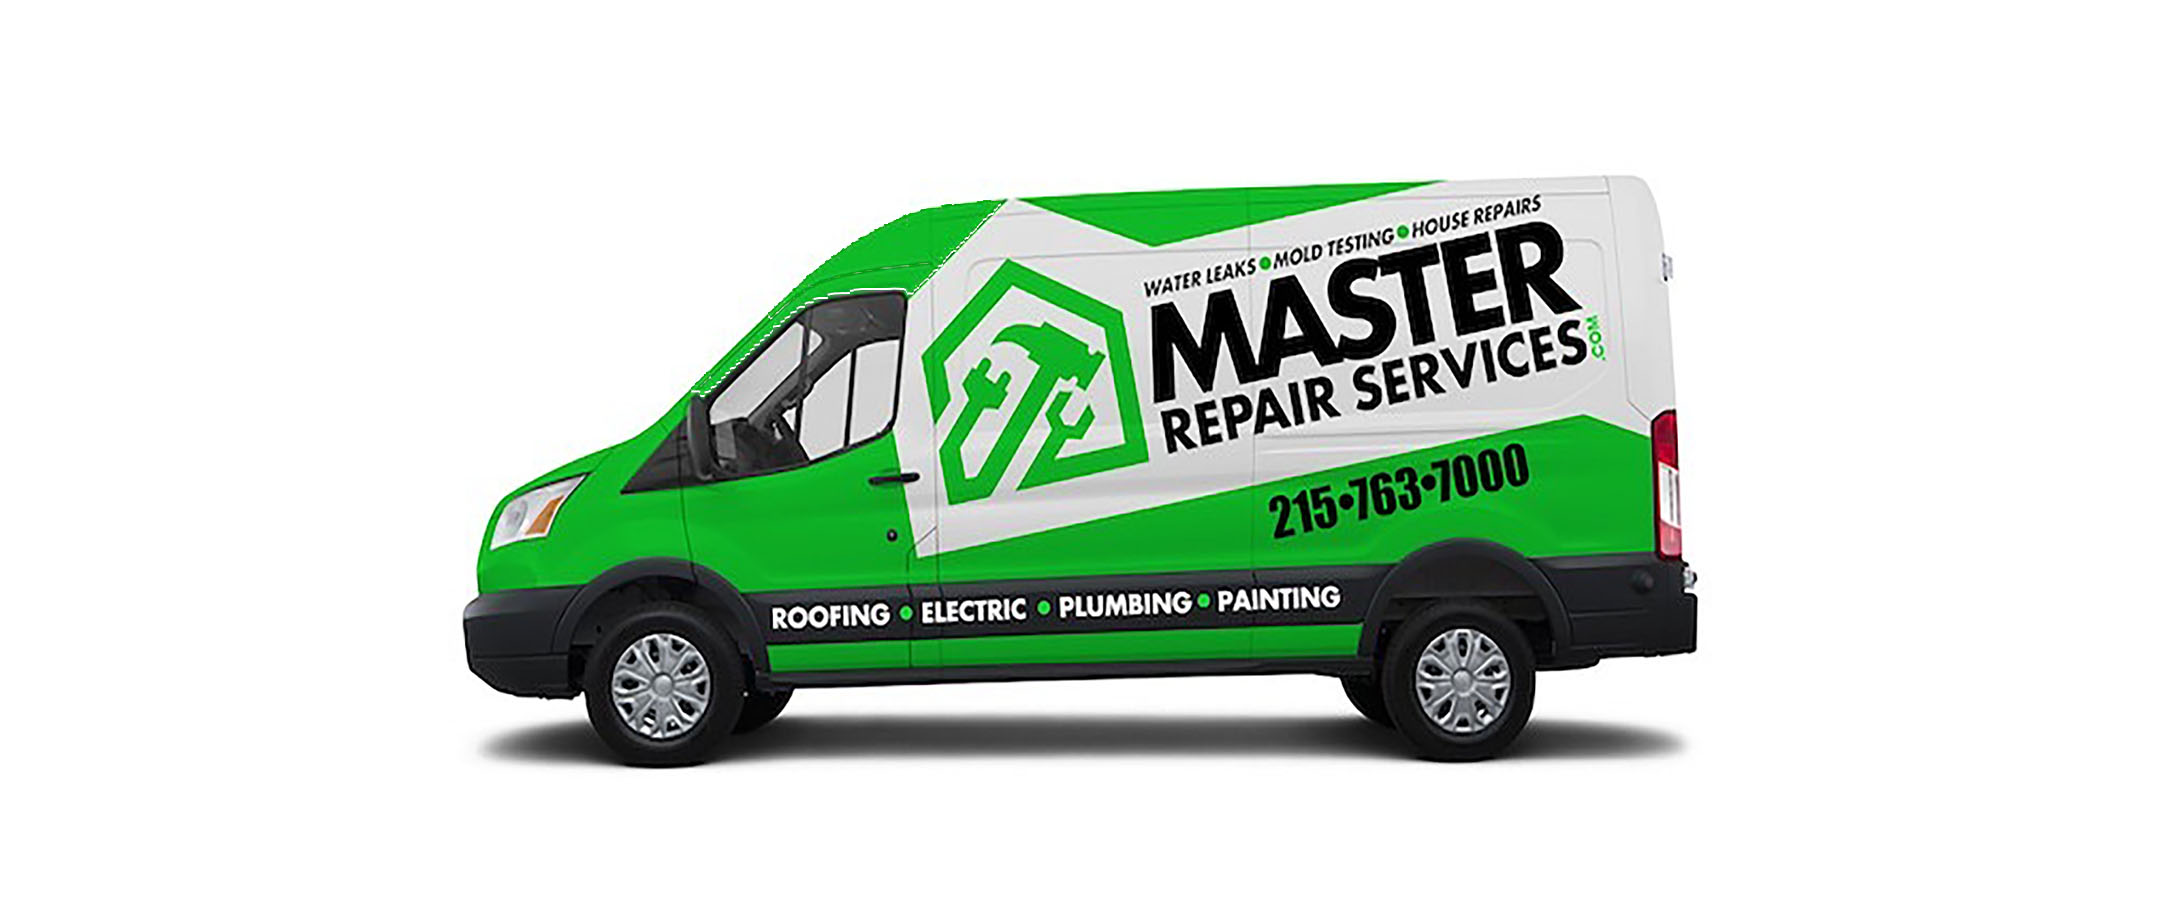 WATER LEAKS • MOLD TESTING • HOUSE REPAIRS
MASTER
REPAIR SERVICES.COM
215•763•7000
ROOFING • ELECTRIC • PLUMBING • PAINTING